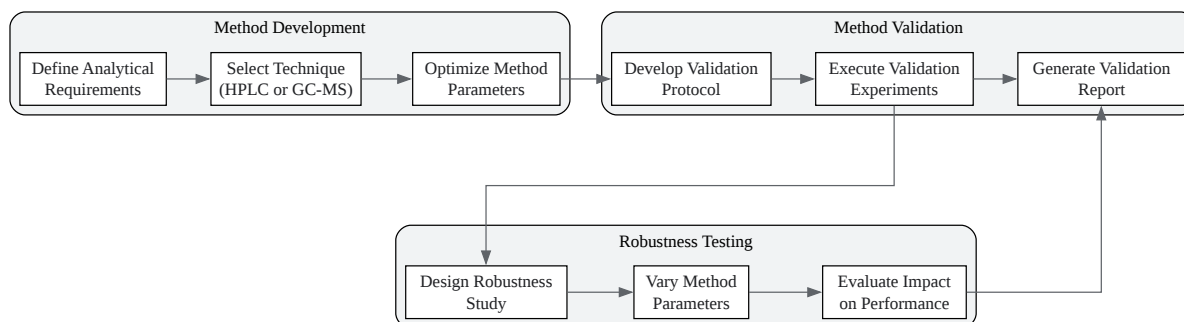 Method Development
Define Analytical
Requirements
Select Technique
(HPLC or GC-MS)
Optimize Method
Parameters
Method Validation
Develop Validation
Protocol
Execute Validation
Experiments
Generate Validation
Report
Robustness Testing
Design Robustness
Study
Vary Method
Parameters
Evaluate Impact
on Performance